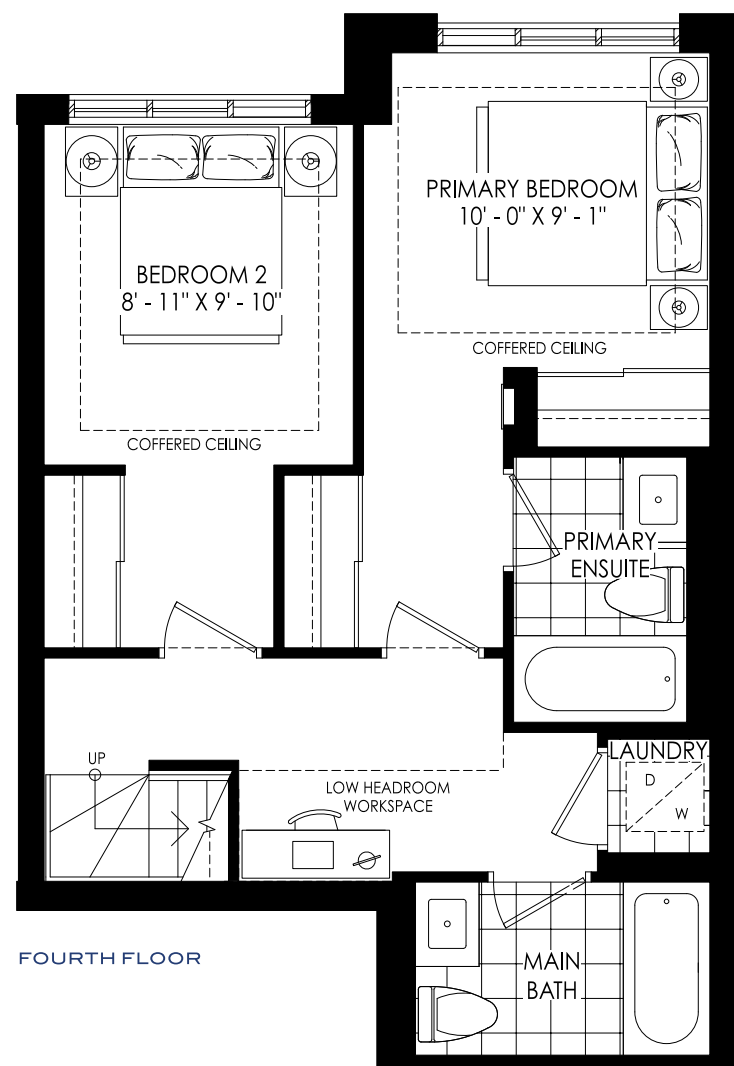 PRIMARY BEDROOM
10' - 0" X 9' - 1"
BEDROOM 2
8' - 11" X 9' - 10"
COFFERED CEILING
COFFERED CEILING
PRIMARY
ENSUITE
UP
LAUNDRY
D
W
LOW HEADROOM
WORKSPACE
FOURTH FLOOR
MAIN
BATH